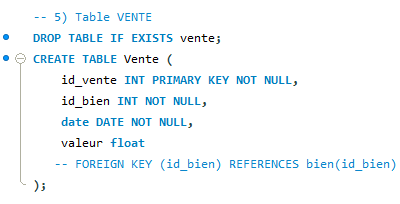 -- 5) Table VENTE
DROP TABLE IF EXISTS vente;
CREATE TABLE Vente (
id_vente INT PRIMARY KEY NOT NULL,
id_bien INT NOT NULL,
date DATE NOT NULL,
valeur float
-- FOREIGN KEY (id_bien) REFERENCES bien(id_bien)
);